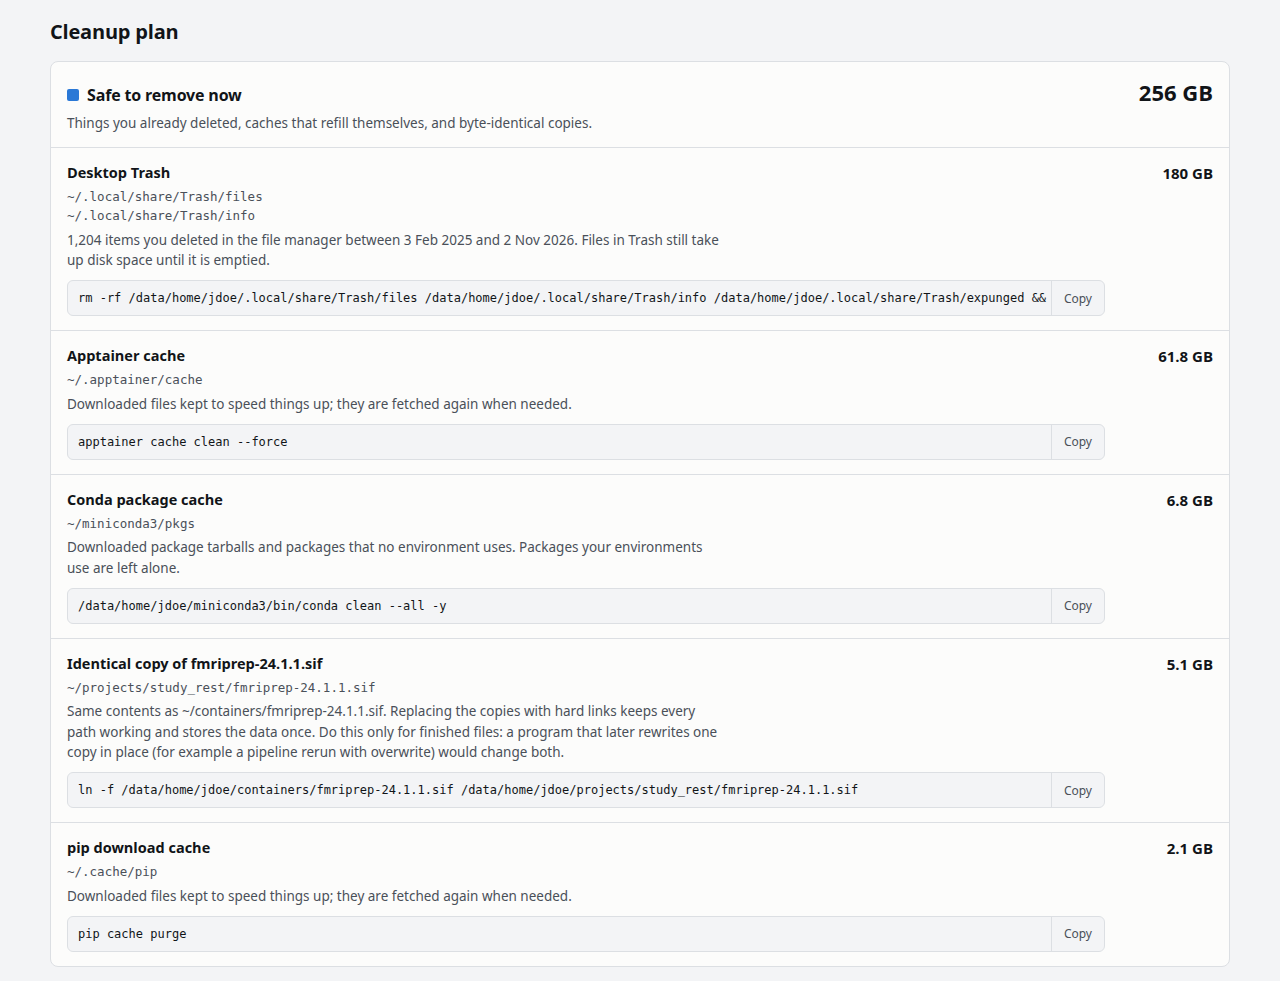 Cleanup plan
Safe to remove now
256 GB
Things you already deleted, caches that refill themselves, and byte-identical copies.
Desktop Trash
180 GB
~/.local/share/Trash/files
~/.local/share/Trash/info
1,204 items you deleted in the file manager between 3 Feb 2025 and 2 Nov 2026. Files in Trash still take
up disk space until it is emptied.
rm -rf /data/home/jdoe/.local/share/Trash/files /data/home/jdoe/.local/share/Trash/info /data/home/jdoe/.local/share/Trash/expunged &&
Copy
Apptainer cache
61.8 GB
~/.apptainer/cache
Downloaded files kept to speed things up; they are fetched again when needed.
apptainer cache clean --force
Copy
Conda package cache
6.8 GB
~/miniconda3/pkgs
Downloaded package tarballs and packages that no environment uses. Packages your environments
use are left alone.
/data/home/jdoe/miniconda3/bin/conda clean --all -y
Copy
Identical copy of fmriprep-24.1.1.sif
5.1 GB
~/projects/study_rest/fmriprep-24.1.1.sif
Same contents as ~/containers/fmriprep-24.1.1.sif. Replacing the copies with hard links keeps every
path working and stores the data once. Do this only for finished files: a program that later rewrites one
copy in place (for example a pipeline rerun with overwrite) would change both.
ln -f /data/home/jdoe/containers/fmriprep-24.1.1.sif /data/home/jdoe/projects/study_rest/fmriprep-24.1.1.sif
Copy
pip download cache
2.1 GB
~/.cache/pip
Downloaded files kept to speed things up; they are fetched again when needed.
pip cache purge
Copy